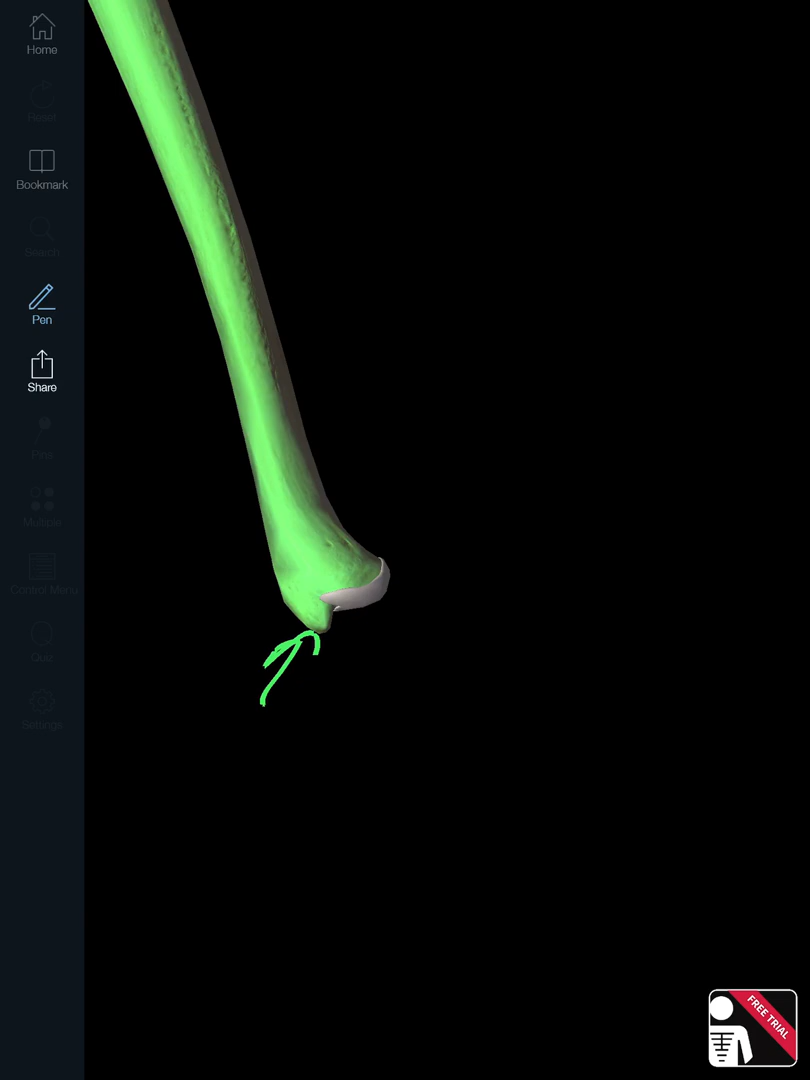 Home
Reset
Bookmark
Search
Pen
Share
Pins
Multiple
Control Menu
Quiz
Settings
FREE TRIAL